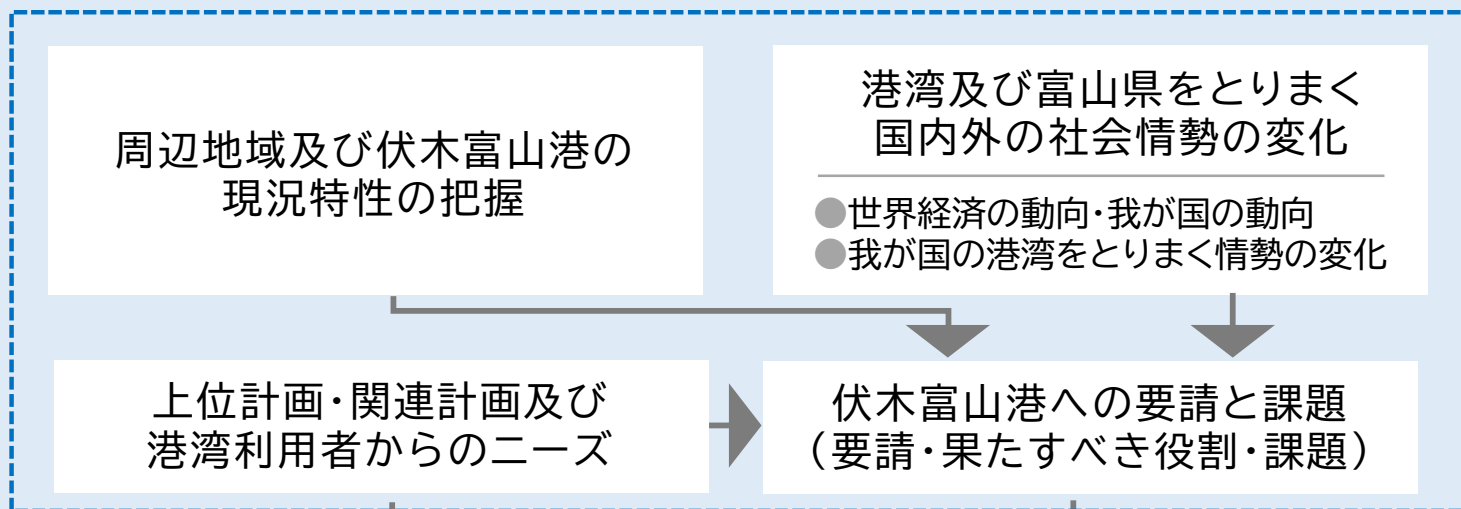 周辺地域及び伏木富山港の
現況特性の把握
港湾及び富山県をとりまく
国内外の社会情勢の変化
●世界経済の動向・我が国の動向
●我が国の港湾をとりまく情勢の変化
上位計画・関連計画及び
港湾利用者からのニーズ
伏木富山港への要請と課題
（要請・果たすべき役割・課題）